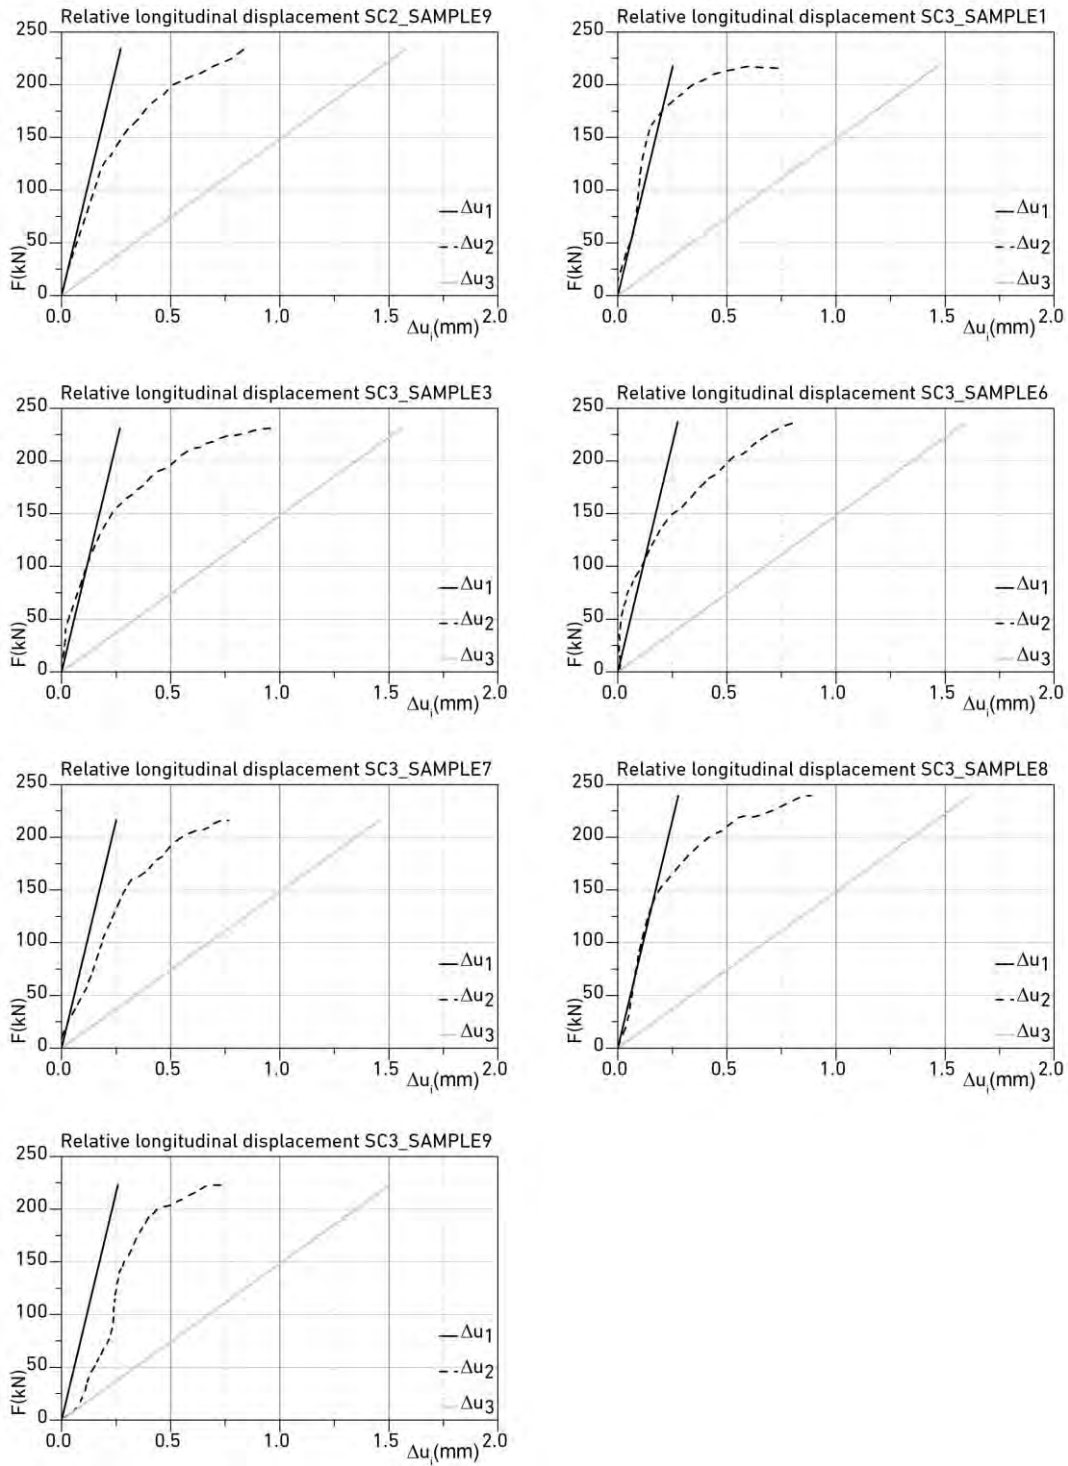 Relative longitudinal displacement SC2_SAMPLE9
250
200
150
100
50
0
F(kN)
Δu1
Δu2
Δu3
0.0 0.5 1.0 1.5 2.0
Δui(mm)
Relative longitudinal displacement SC3_SAMPLE1
250
200
150
100
50
0
F(kN)
Δu1
Δu2
Δu3
0.0 0.5 1.0 1.5 2.0
Δui(mm)
Relative longitudinal displacement SC3_SAMPLE3
250
200
150
100
50
0
F(kN)
Δu1
Δu2
Δu3
0.0 0.5 1.0 1.5 2.0
Δui(mm)
Relative longitudinal displacement SC3_SAMPLE6
250
200
150
100
50
0
F(kN)
Δu1
Δu2
Δu3
0.0 0.5 1.0 1.5 2.0
Δui(mm)
Relative longitudinal displacement SC3_SAMPLE7
250
200
150
100
50
0
F(kN)
Δu1
Δu2
Δu3
0.0 0.5 1.0 1.5 2.0
Δui(mm)
Relative longitudinal displacement SC3_SAMPLE8
250
200
150
100
50
0
F(kN)
Δu1
Δu2
Δu3
0.0 0.5 1.0 1.5 2.0
Δui(mm)
Relative longitudinal displacement SC3_SAMPLE9
250
200
150
100
50
0
F(kN)
Δu1
Δu2
Δu3
0.0 0.5 1.0 1.5 2.0
Δui(mm)